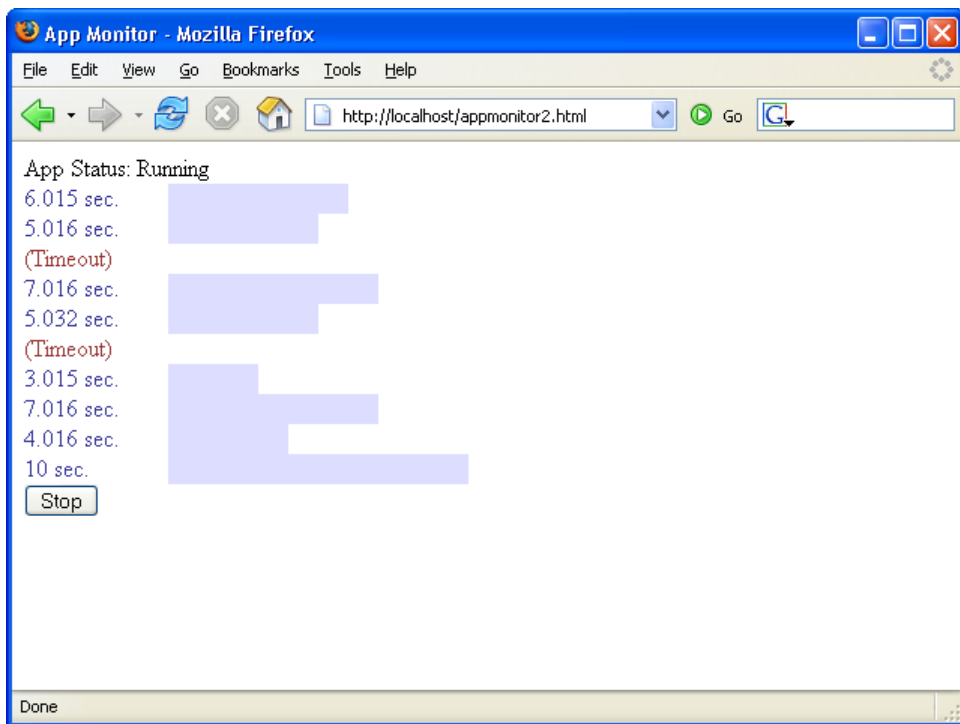 App Monitor - Mozilla Firefox
File Edit View Go Bookmarks Tools Help
http://localhost/appmonitor2.html Go G
App Status: Running
6.015 sec.
5.016 sec.
(Timeout)
7.016 sec.
5.032 sec.
(Timeout)
3.015 sec.
7.016 sec.
4.016 sec.
10 sec.
Stop
Done